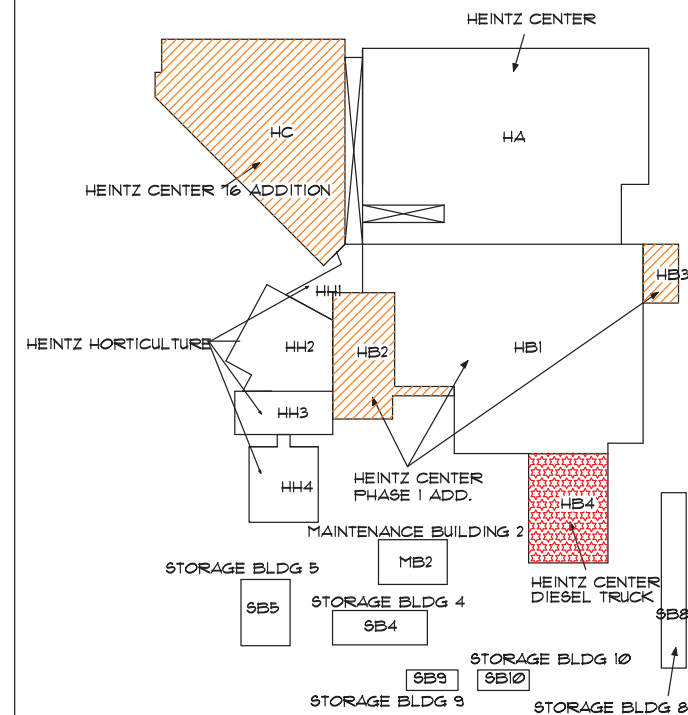 HEINTZ CENTER
HC
HA
HEINTZ CENTER 76 ADDITION
HB3
HH1
HEINTZ HORTICULTURE
HH2
HB2
HB1
HH3
HEINTZ CENTER
PHASE 1 ADD.
HH4
HB4
MAINTENANCE BUILDING 2
MB2
STORAGE BLDG 5
HEINTZ CENTER
DIESEL TRUCK
SB5
STORAGE BLDG 4
SB4
SB8
STORAGE BLDG 10
SB9
SB10
STORAGE BLDG 9
STORAGE BLDG 8